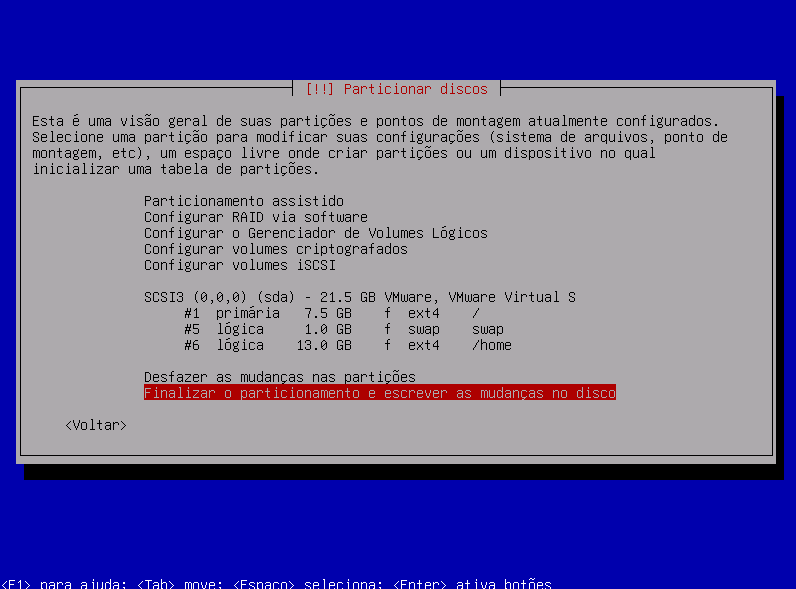 [!!] Particionar discos
Esta é uma visão geral de suas partições e pontos de montagem atualmente configurados.
Selecione uma partição para modificar suas configurações (sistema de arquivos, ponto de
montagem, etc), um espaço livre onde criar partições ou um dispositivo no qual
inicializar uma tabela de partições.
Particionamento assistido
Configurar RAID via software
Configurar o Gerenciador de Volumes Lógicos
Configurar volumes criptografados
Configurar volumes iSCSI
SCSI3 (0,0,0) (sda) - 21.5 GB VMware, VMware Virtual S
#1 primária 7.5 GB f ext4 /
#5 lógica 1.0 GB f swap swap
#6 lógica 13.0 GB f ext4 /home
Desfazer as mudanças nas partições
Finalizar o particionamento e escrever as mudanças no disco
<Voltar>
<F1> para ajuda; <Tab> move; <Espaço> seleciona; <Enter> ativa botões